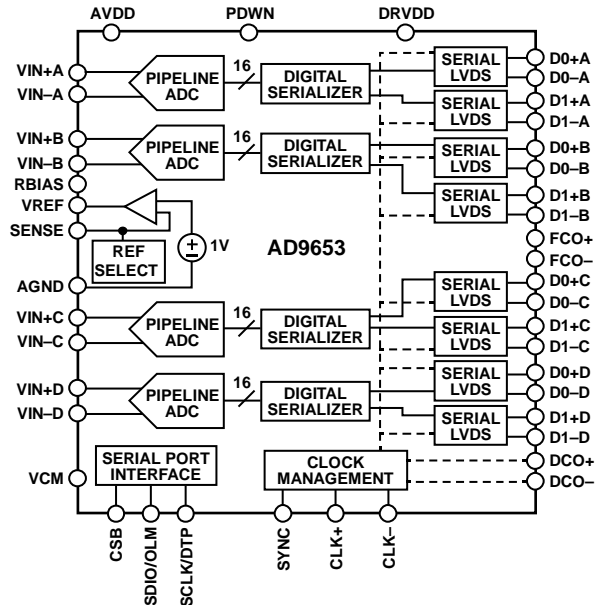 AVDD
PDWN
DRVDD
VIN+A
VIN–A
PIPELINE
ADC
16
DIGITAL
SERIALIZER
SERIAL
LVDS
D0+A
D0–A
SERIAL
LVDS
D1+A
D1–A
VIN+B
VIN–B
PIPELINE
ADC
16
DIGITAL
SERIALIZER
SERIAL
LVDS
D0+B
D0–B
SERIAL
LVDS
D1+B
D1–B
RBIAS
VREF
SENSE
REF
SELECT
+
–
1V
AD9653
FCO+
FCO–
AGND
VIN+C
VIN–C
PIPELINE
ADC
16
DIGITAL
SERIALIZER
SERIAL
LVDS
D0+C
D0–C
SERIAL
LVDS
D1+C
D1–C
VIN+D
VIN–D
PIPELINE
ADC
16
DIGITAL
SERIALIZER
SERIAL
LVDS
D0+D
D0–D
SERIAL
LVDS
D1+D
D1–D
VCM
SERIAL PORT
INTERFACE
CLOCK
MANAGEMENT
DCO+
DCO–
CSB
SDIO/OLM
SCLK/DTP
SYNC
CLK+
CLK–